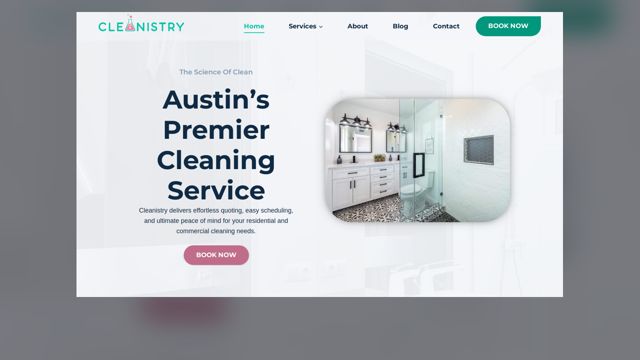 CLEANISTRY
Home
Services
About
Blog
Contact
BOOK NOW
The Science Of Clean
Austin’s
Premier
Cleaning
Service
Cleanistry delivers effortless quoting, easy scheduling,
and ultimate peace of mind for your residential and
commercial cleaning needs.
BOOK NOW